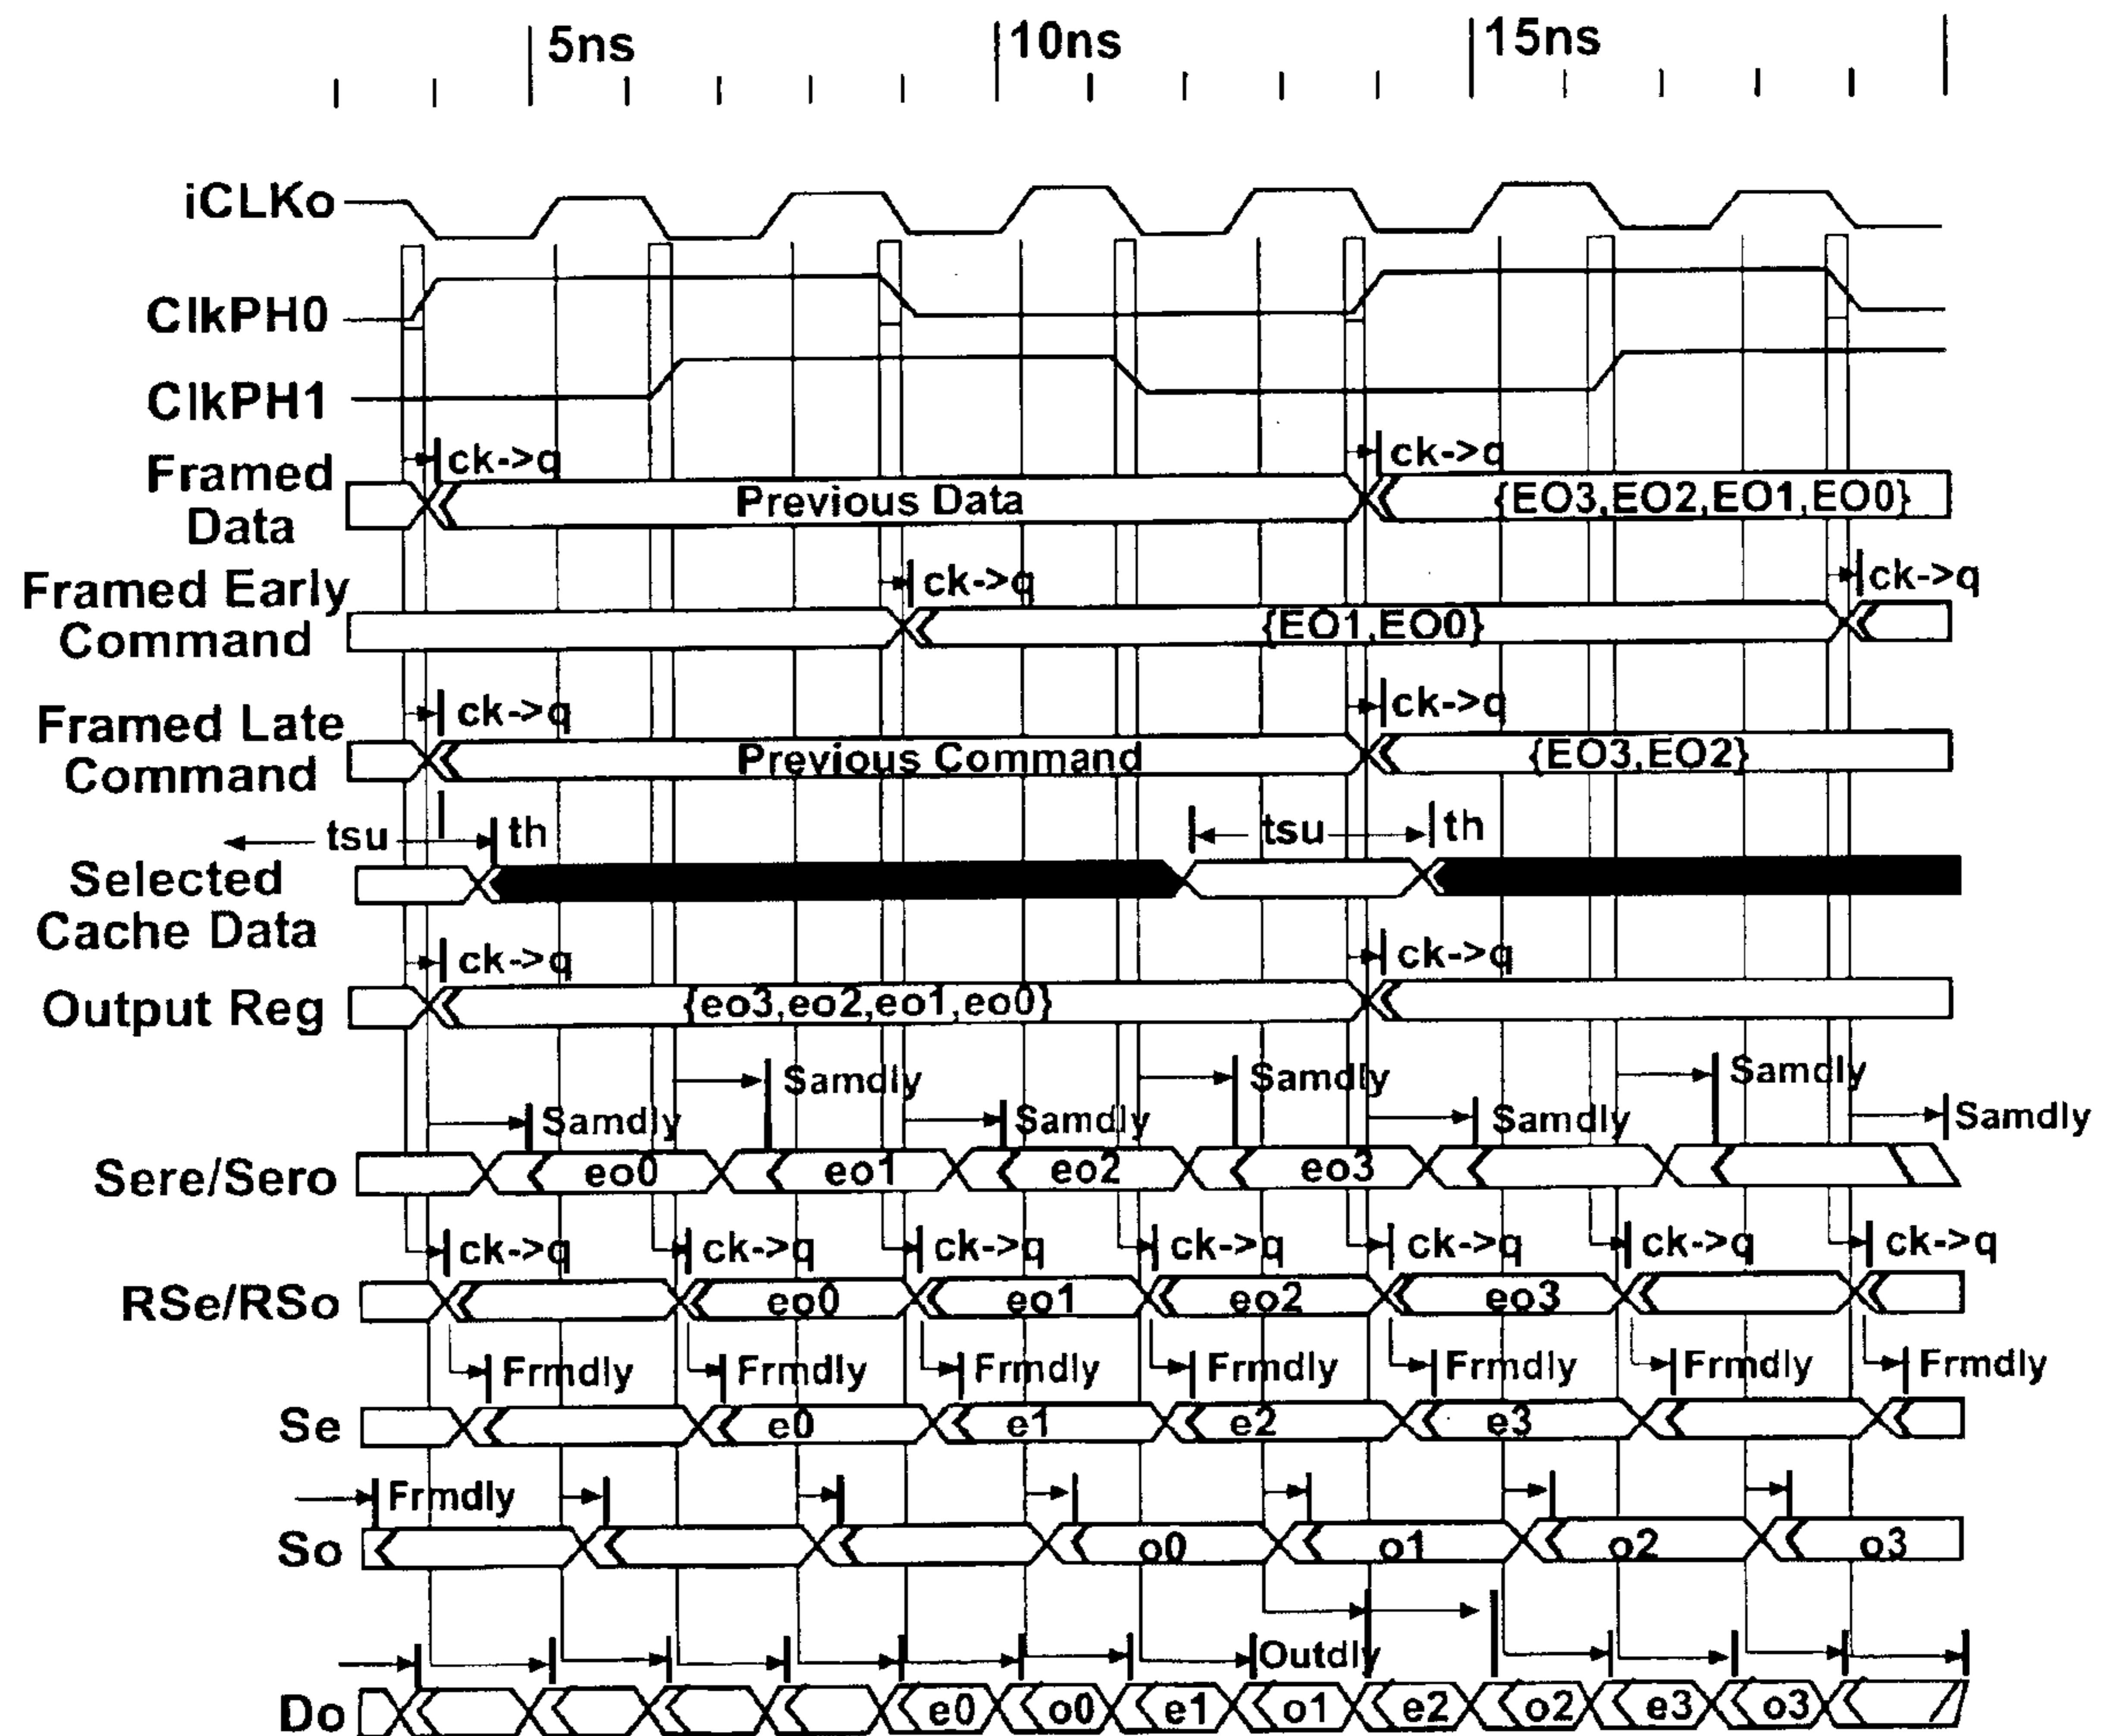 5ns 10ns 15ns
iCLKo
ClkPH0
ClkPH1
ck->q ck->q
Framed Data
Previous Data {EO3,EO2,EO1,EO0}
ck->q ck->q
Framed Early Command
{EO1,EO0}
ck->q ck->q
Framed Late Command
Previous Command {EO3,EO2}
tsu th tsu th
Selected Cache Data
ck->q ck->q
Output Reg {eo3,eo2,eo1,eo0}
Samdly Samdly Samdly
Samdly Samdly Samdly Samdly
Sere/Sero eo0 eo1 eo2 eo3
ck->q ck->q ck->q ck->q ck->q ck->q ck->q
RSe/RSo eo0 eo1 eo2 eo3
Frmdly Frmdly Frmdly Frmdly Frmdly Frmdly Frmdly
Se e0 e1 e2 e3
Frmdly
So o0 o1 o2 o3
Outdly
Do e0 o0 e1 o1 e2 o2 e3 o3